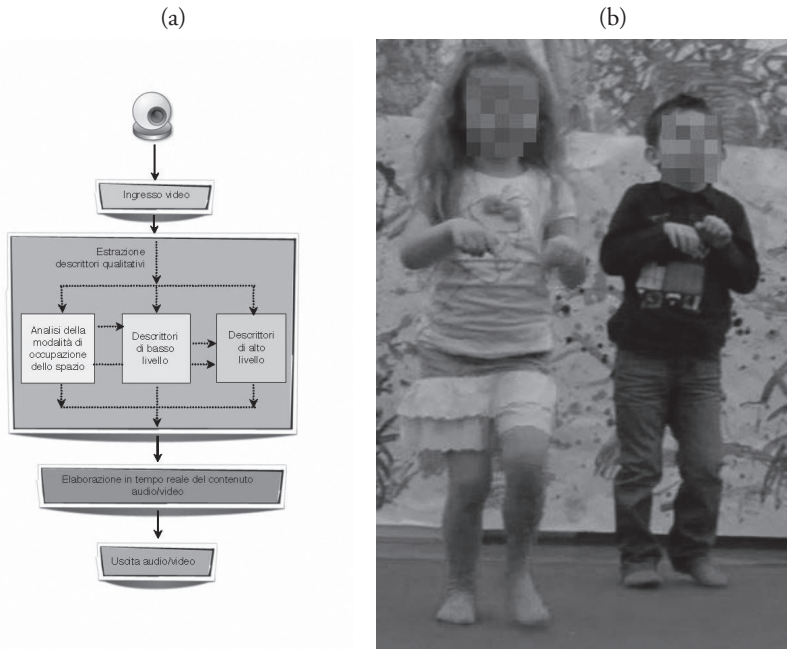 (a)
(b)
Ingresso video
Estrazione
descrittori qualitativi
Analisi della
modalità di
occupazione
dello spazio
Descrittori
di basso
livello
Descrittori
di alto
livello
Elaborazione in tempo reale del contenuto
audio/video
Uscita audio/video